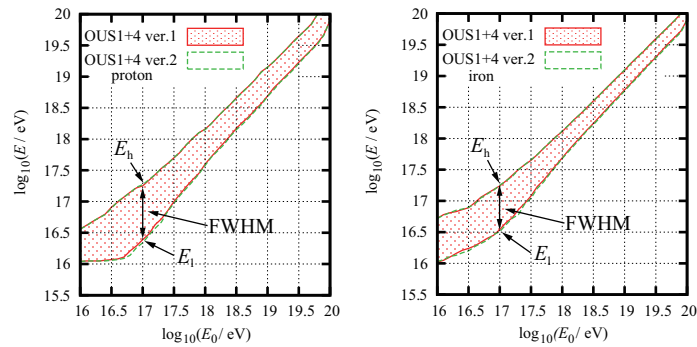 20
19.5
19
18.5
18
17.5
17
16.5
16
15.5
log₁₀(E / eV)
OUS1+4 ver.1
OUS1+4 ver.2
proton
Eₕ
FWHM
Eₗ
16 16.5 17 17.5 18 18.5 19 19.5 20
log₁₀(E₀ / eV)
20
19.5
19
18.5
18
17.5
17
16.5
16
15.5
log₁₀(E / eV)
OUS1+4 ver.1
OUS1+4 ver.2
iron
Eₕ
FWHM
Eₗ
16 16.5 17 17.5 18 18.5 19 19.5 20
log₁₀(E₀ / eV)